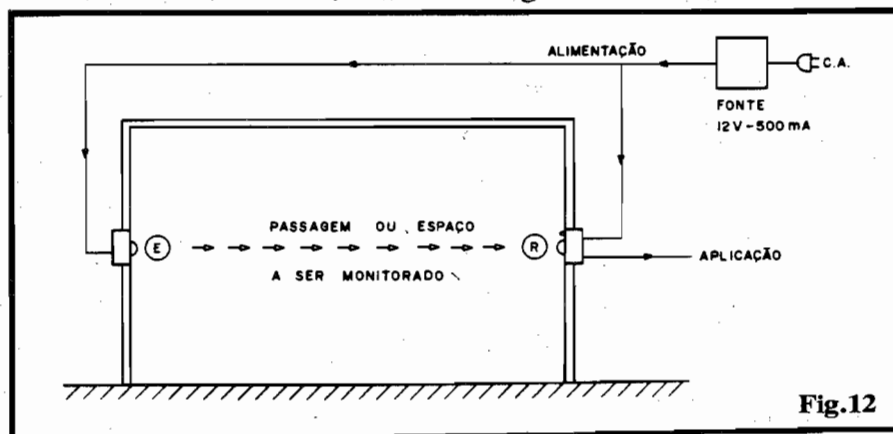 ALIMENTAÇÃO
C.A.
FONTE
12V-500mA
PASSAGEM OU ESPAÇO
E
R
A SER MONITORADO
APLICAÇÃO
Fig.12